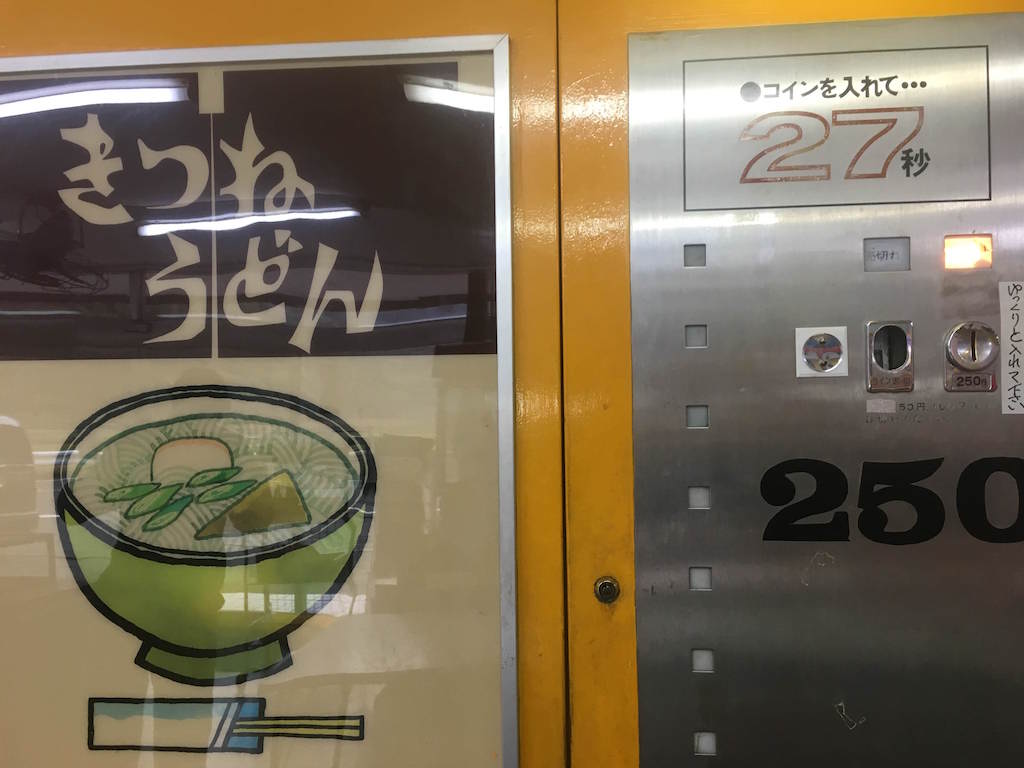 きつね
うどん
●コインを入れて…
27秒
切れ
ゆっくりと入れて下さい
250円
250